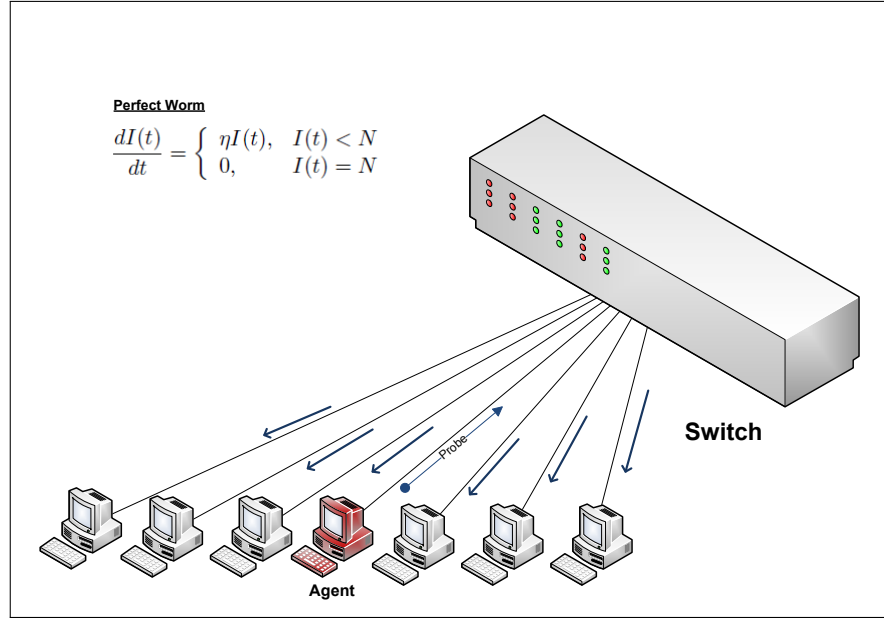 Perfect Worm
dI(t)/dt = { ηI(t), I(t) < N
0, I(t) = N
Probe
Switch
Agent